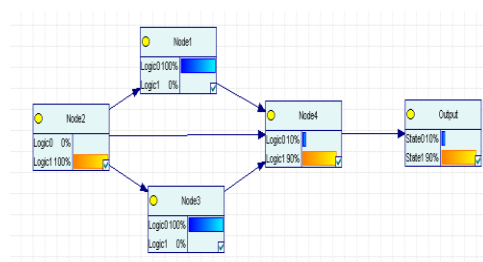 Node1
Logic0 100%
Logic1 0%
Node2
Logic0 0%
Logic1 100%
Node4
Logic0 10%
Logic1 90%
Output
State0 10%
State1 90%
Node3
Logic0 100%
Logic1 0%